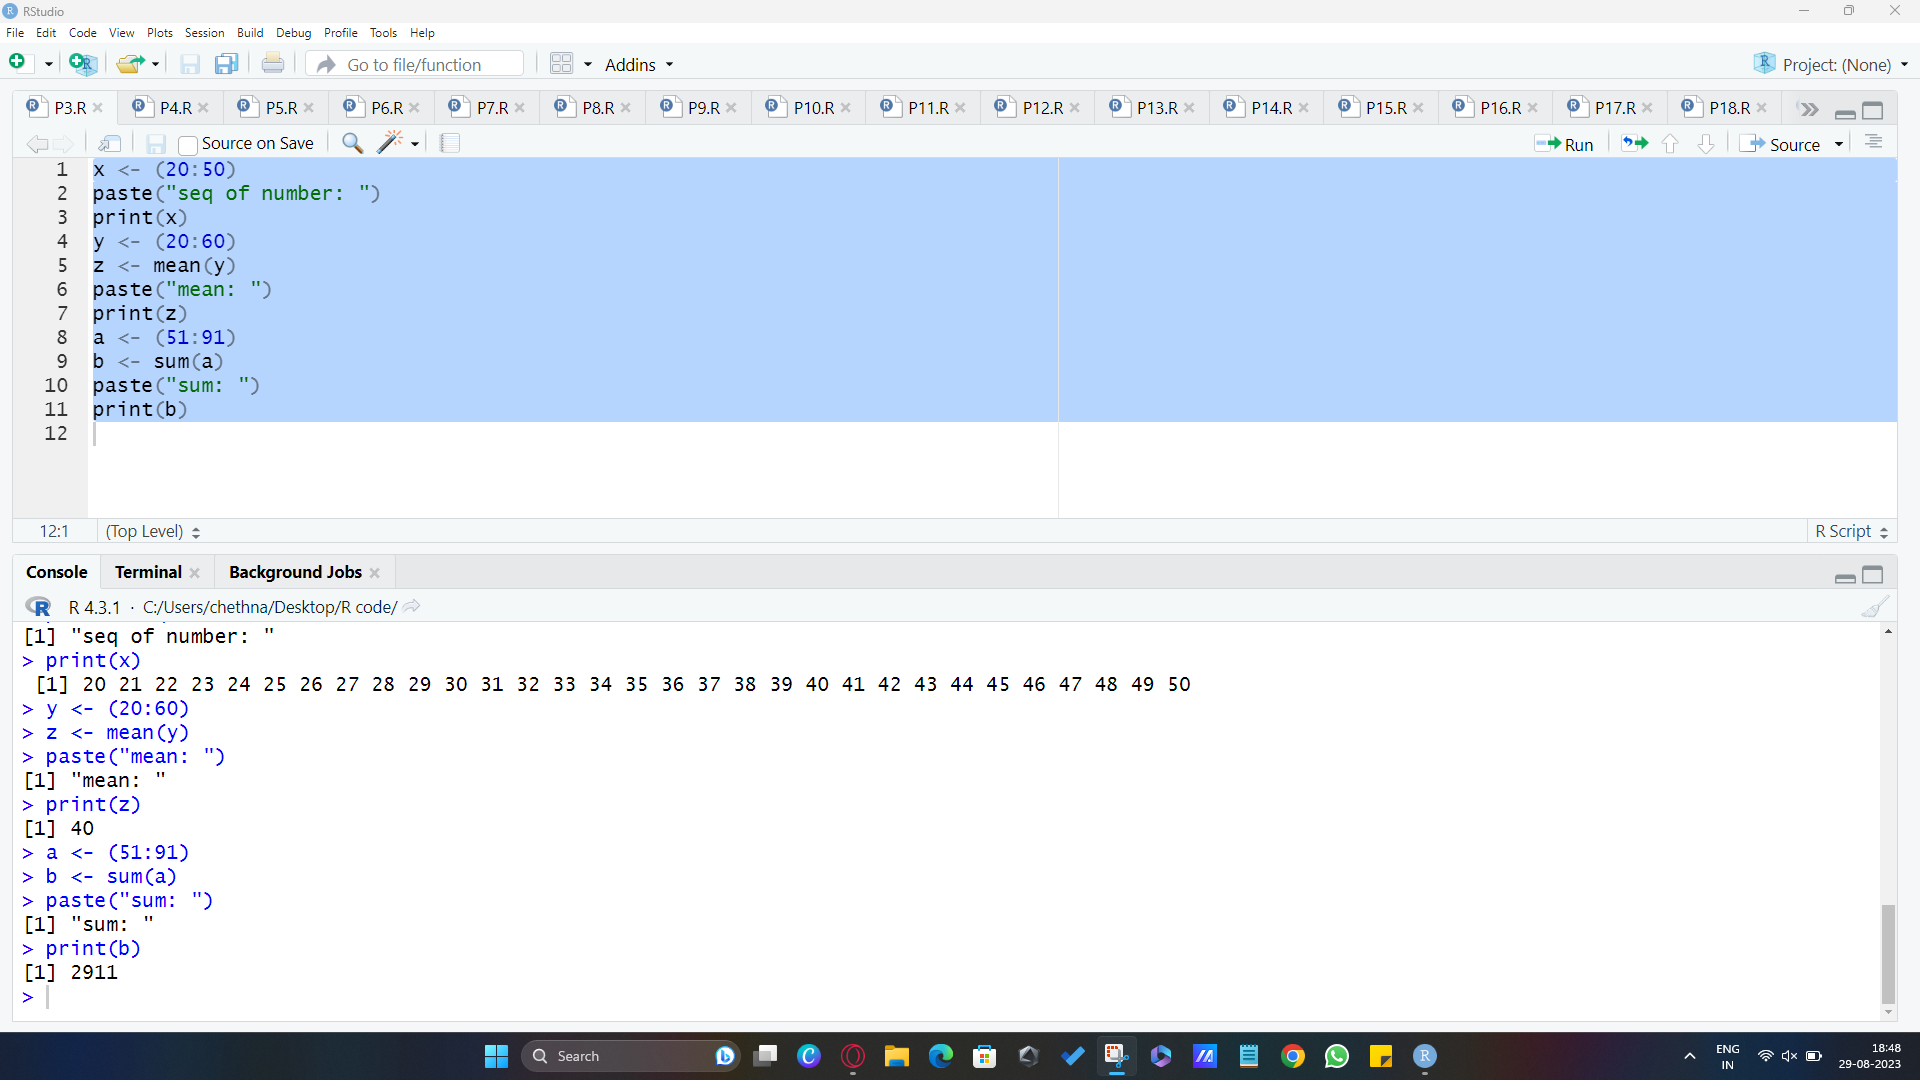 RStudio
File Edit Code View Plots Session Build Debug Profile Tools Help
Go to file/function Addins Project: (None)
P3.R P4.R P5.R P6.R P7.R P8.R P9.R P10.R P11.R P12.R P13.R P14.R P15.R P16.R P17.R P18.R
Source on Save Run Source
1 x <- (20:50)
2 paste("seq of number: ")
3 print(x)
4 y <- (20:60)
5 z <- mean(y)
6 paste("mean: ")
7 print(z)
8 a <- (51:91)
9 b <- sum(a)
10 paste("sum: ")
11 print(b)
12
12:1 (Top Level) R Script
Console Terminal Background Jobs
R 4.3.1 · C:/Users/chethna/Desktop/R code/
[1] "seq of number: "
> print(x)
[1] 20 21 22 23 24 25 26 27 28 29 30 31 32 33 34 35 36 37 38 39 40 41 42 43 44 45 46 47 48 49 50
> y <- (20:60)
> z <- mean(y)
> paste("mean: ")
[1] "mean: "
> print(z)
[1] 40
> a <- (51:91)
> b <- sum(a)
> paste("sum: ")
[1] "sum: "
> print(b)
[1] 2911
>
Search ENG 18:48
IN 29-08-2023